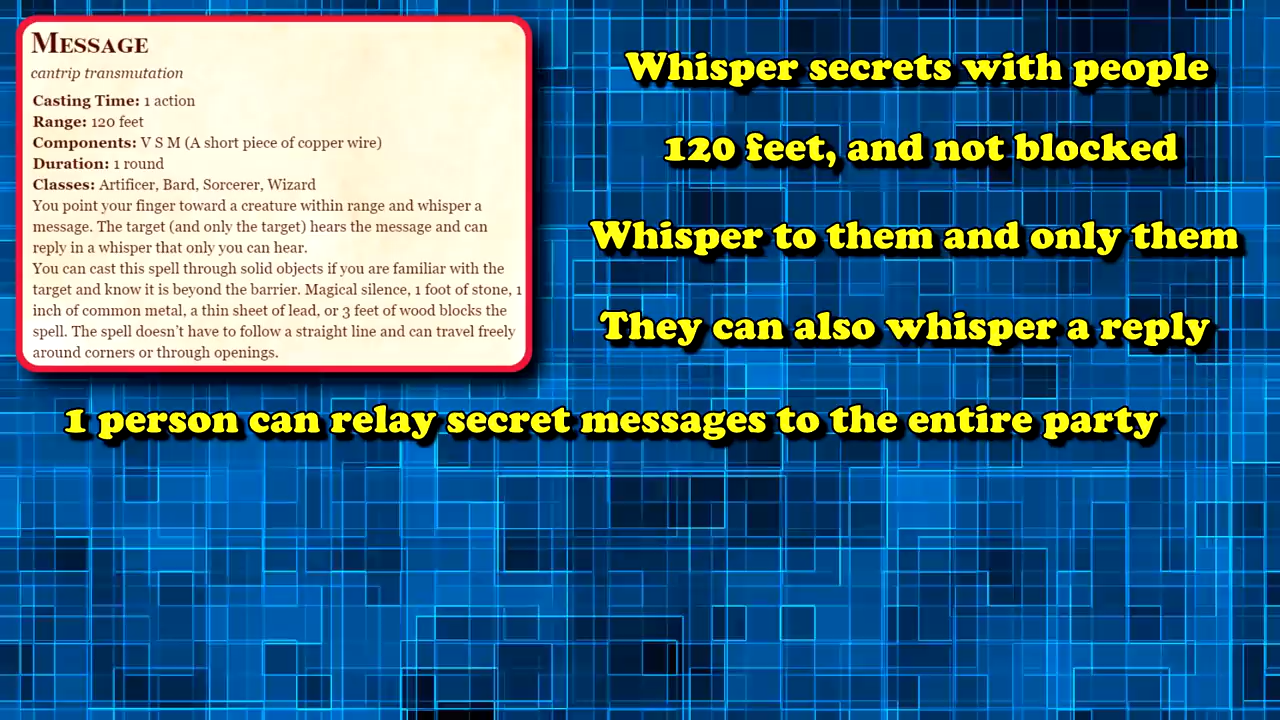 Message
cantrip transmutation
Casting Time: 1 action
Range: 120 feet
Components: V S M (A short piece of copper wire)
Duration: 1 round
Classes: Artificer, Bard, Sorcerer, Wizard
You point your finger toward a creature within range and whisper a
message. The target (and only the target) hears the message and can
reply in a whisper that only you can hear.
You can cast this spell through solid objects if you are familiar with the
target and know it is beyond the barrier. Magical silence, 1 foot of stone, 1
inch of common metal, a thin sheet of lead, or 3 feet of wood blocks the
spell. The spell doesn't have to follow a straight line and can travel freely
around corners or through openings.
Whisper secrets with people
120 feet, and not blocked
Whisper to them and only them
They can also whisper a reply
1 person can relay secret messages to the entire party